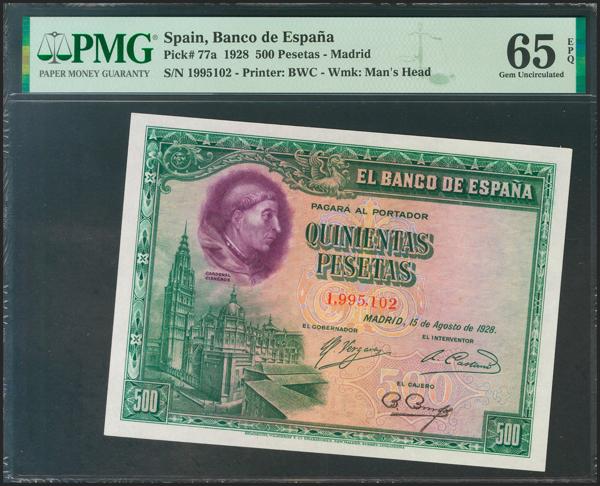 PMG
PAPER MONEY GUARANTY
Spain, Banco de España
Pick# 77a 1928 500 Pesetas - Madrid
S/N 1995102 - Printer: BWC - Wmk: Man's Head
65 EPQ
Gem Uncirculated
EL BANCO DE ESPAÑA
PAGARÁ AL PORTADOR
QUINIENTAS
PESETAS
CARDENAL
CISNEROS
1,995,102
MADRID, 15 de Agosto de 1928.
EL GOBERNADOR
EL INTERVENTOR
EL CAJERO
500
500
500